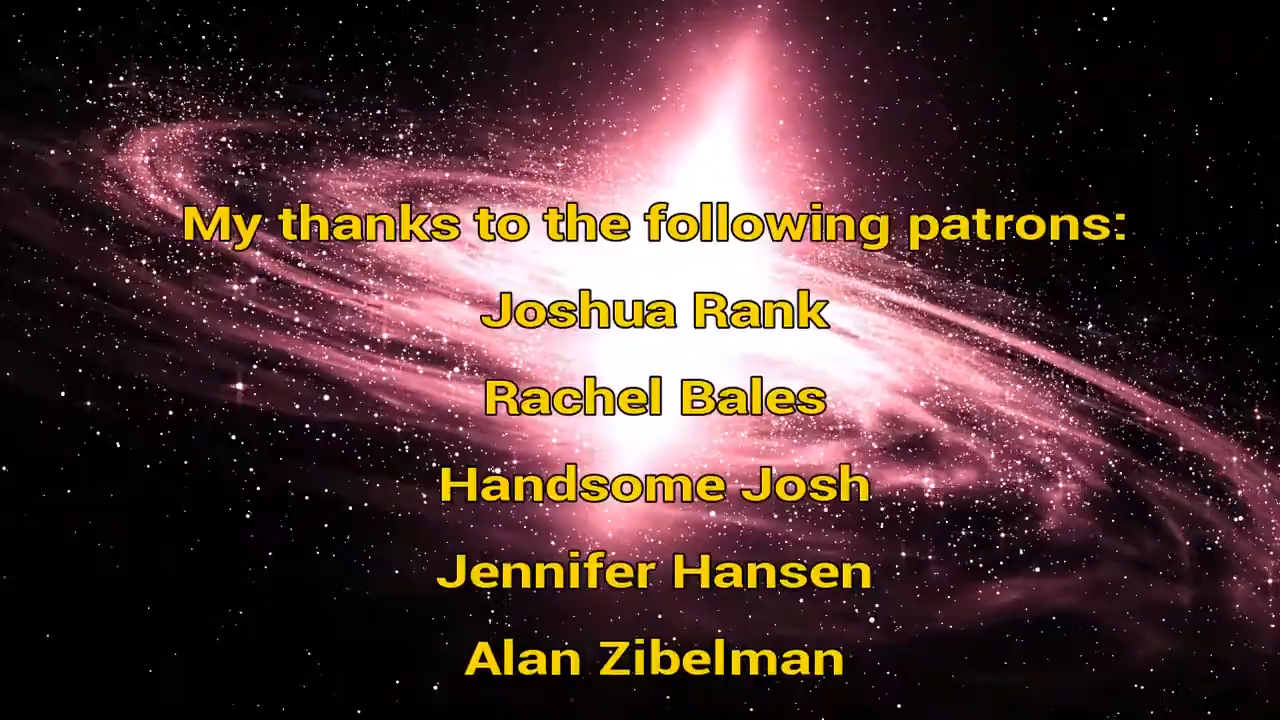 My thanks to the following patrons:
Joshua Rank
Rachel Bales
Handsome Josh
Jennifer Hansen
Alan Zibelman